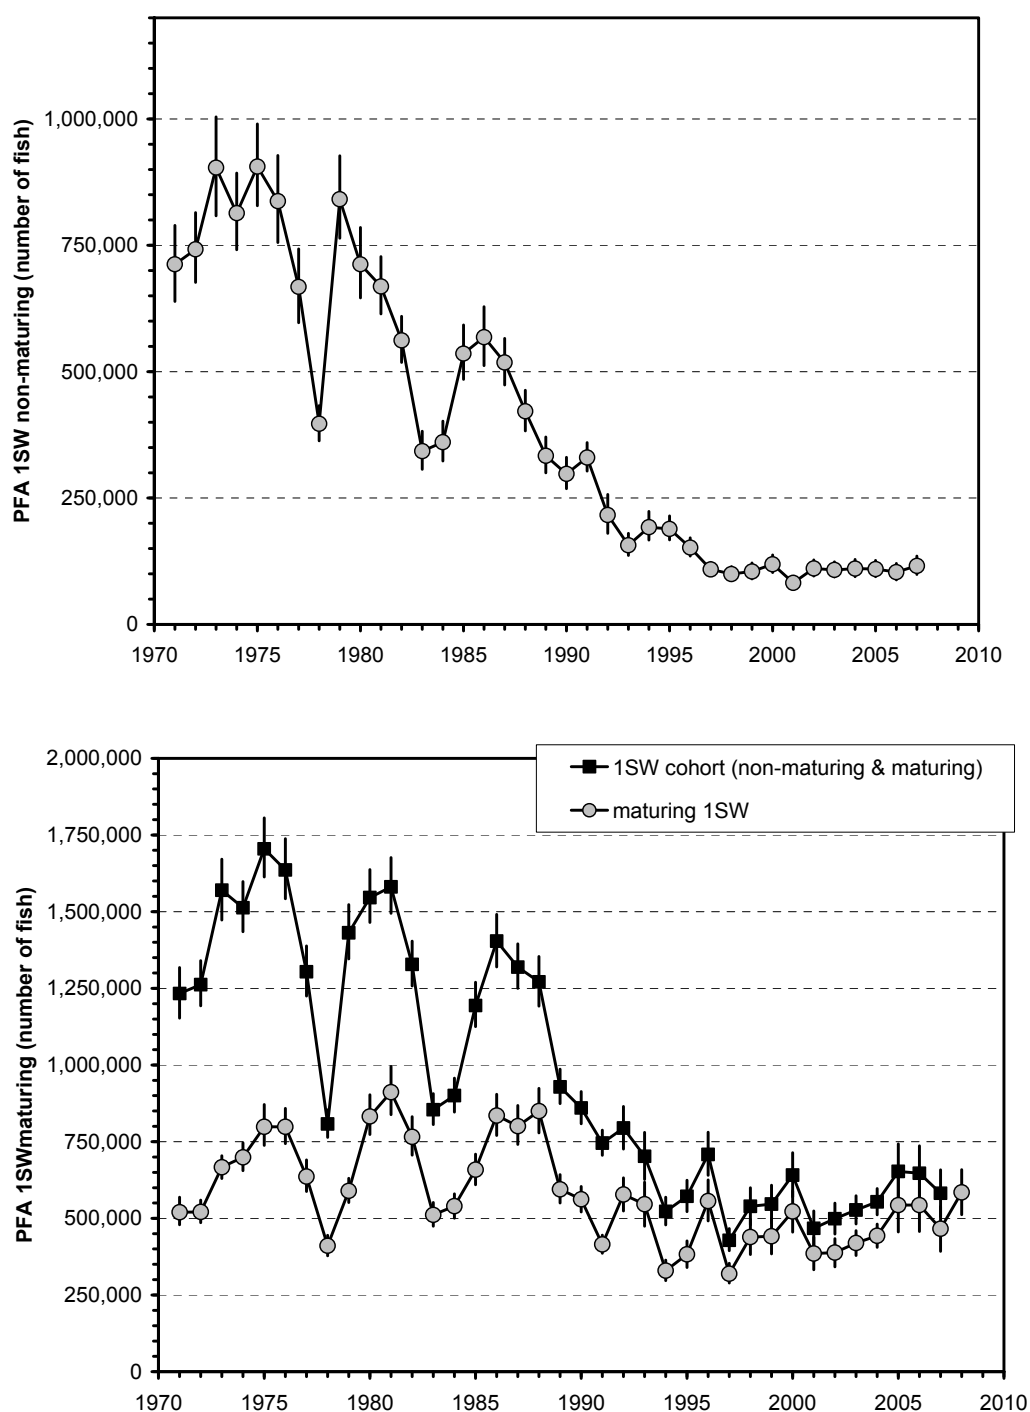 PFA 1SW non-maturing (number of fish)
1,000,000
750,000
500,000
250,000
0
1970 1975 1980 1985 1990 1995 2000 2005 2010
PFA 1SWmaturing (number of fish)
2,000,000
1,750,000
1,500,000
1,250,000
1,000,000
750,000
500,000
250,000
0
1SW cohort (non-maturing & maturing)
maturing 1SW
1970 1975 1980 1985 1990 1995 2000 2005 2010